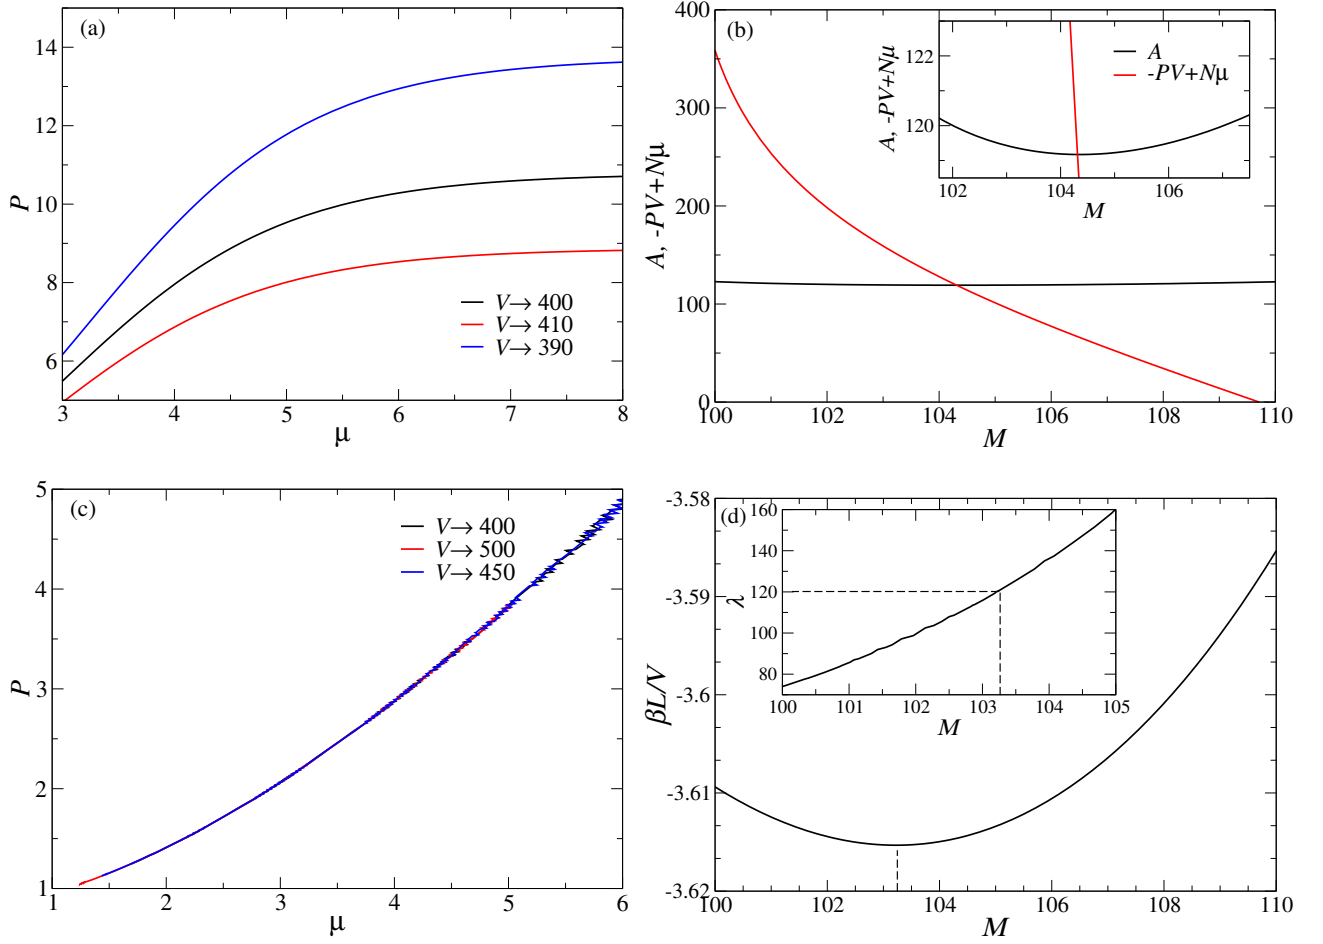 (a)
14
12
10
8
6
P
3 4 5 6 7 8
μ
V→ 400
V→ 410
V→ 390
(b)
400
350
300
250
200
150
100
50
0
A, -PV+Nμ
100 102 104 106 108 110
M
122
120
A, -PV+Nμ
102 104 106
M
A
-PV+Nμ
(c)
5
4
3
2
1
P
1 2 3 4 5 6
μ
V→ 400
V→ 500
V→ 450
(d)
-3.58
-3.59
-3.6
-3.61
-3.62
βL/V
100 102 104 106 108 110
M
160
140
120
100
80
λ
100 101 102 103 104 105
M